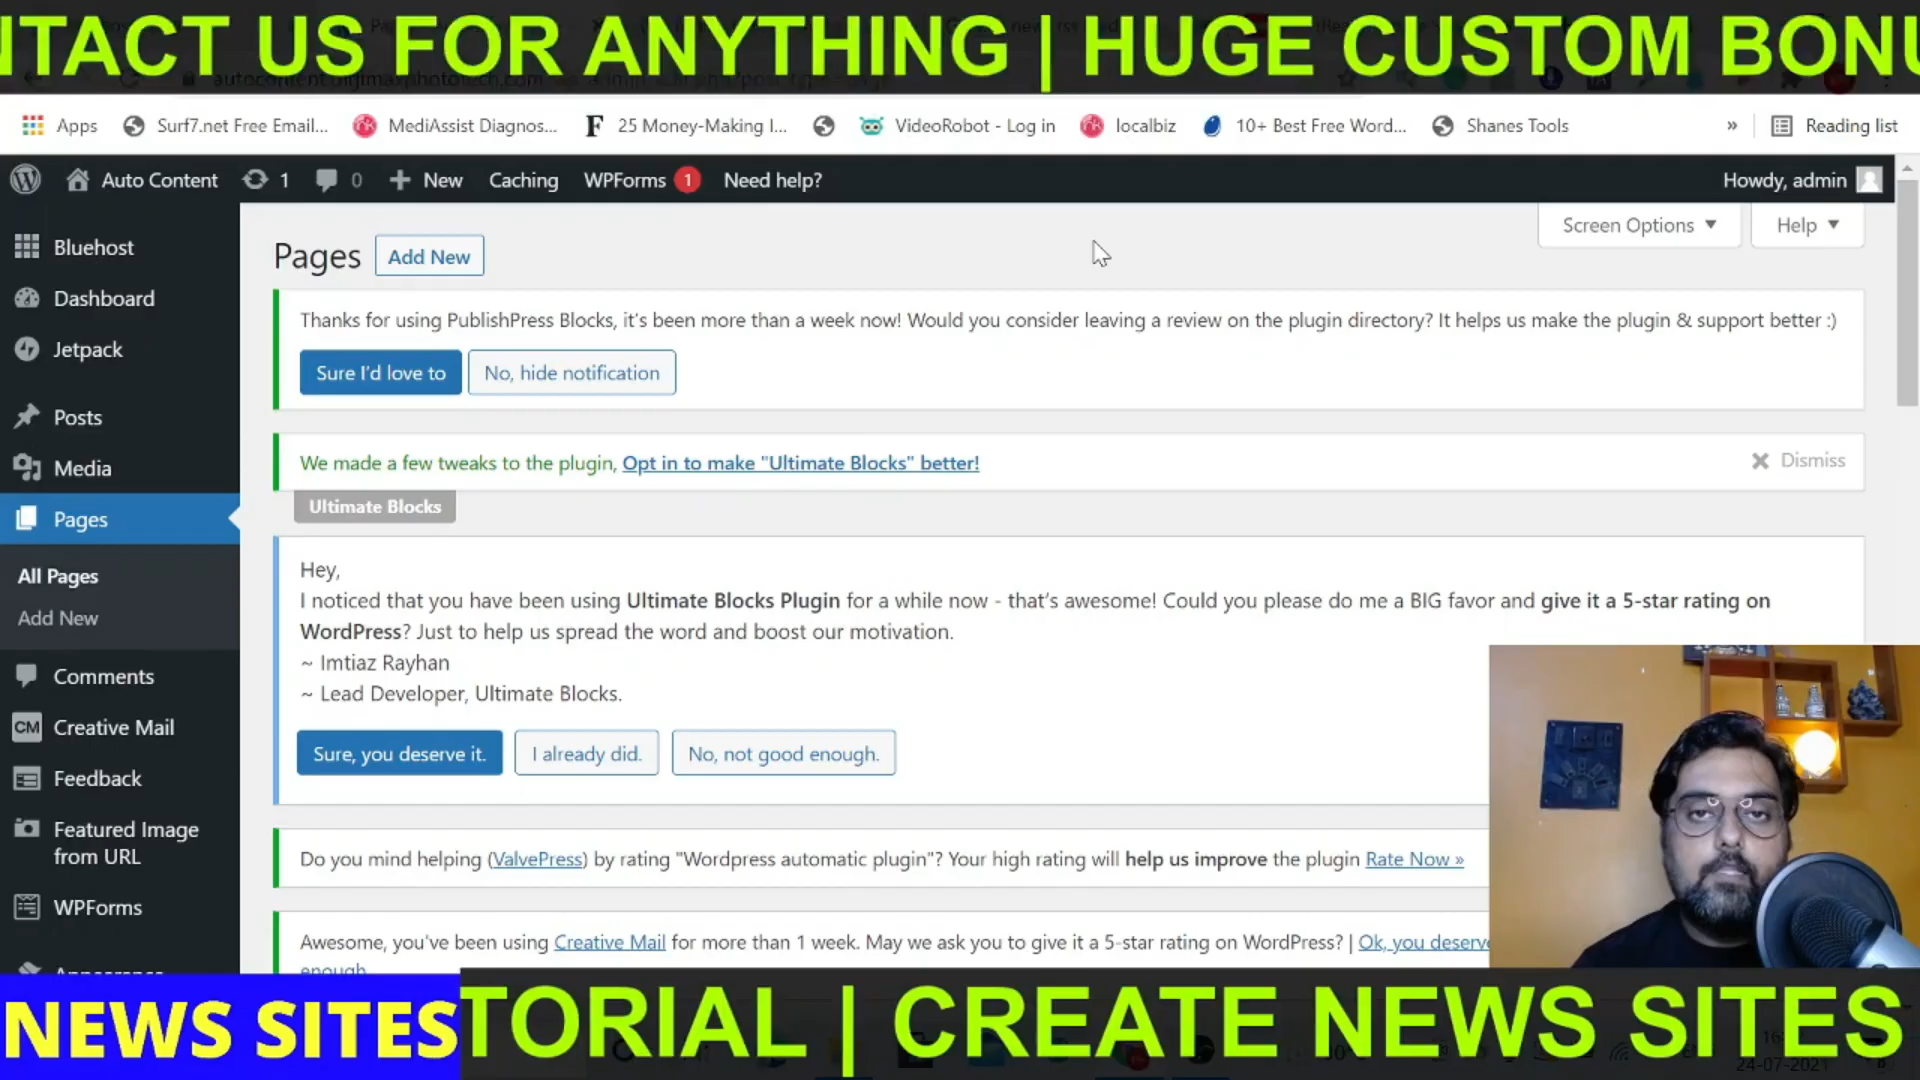 NTACT US FOR ANYTHING | HUGE CUSTOM BONU
Apps Surf7.net Free Email... MediAssist Diagnos... 25 Money-Making I... VideoRobot - Log in localbiz 10+ Best Free Word... Shanes Tools » Reading list
Auto Content 1 0 New Caching WPForms 1 Need help? Howdy, admin
Screen Options Help
Bluehost
Dashboard
Jetpack
Posts
Media
Pages
All Pages
Add New
Comments
CM Creative Mail
Feedback
Featured Image
from URL
WPForms
Pages Add New
Thanks for using PublishPress Blocks, it's been more than a week now! Would you consider leaving a review on the plugin directory? It helps us make the plugin & support better :)
Sure I'd love to No, hide notification
We made a few tweaks to the plugin, Opt in to make "Ultimate Blocks" better! Dismiss
Ultimate Blocks
Hey,
I noticed that you have been using Ultimate Blocks Plugin for a while now - that's awesome! Could you please do me a BIG favor and give it a 5-star rating on
WordPress? Just to help us spread the word and boost our motivation.
~ Imtiaz Rayhan
~ Lead Developer, Ultimate Blocks.
Sure, you deserve it. I already did. No, not good enough.
Do you mind helping (ValvePress) by rating "Wordpress automatic plugin"? Your high rating will help us improve the plugin Rate Now »
Awesome, you've been using Creative Mail for more than 1 week. May we ask you to give it a 5-star rating on WordPress? | Ok, you deserve
enough
NEWS SITES
TORIAL | CREATE NEWS SITES
24-07-2021